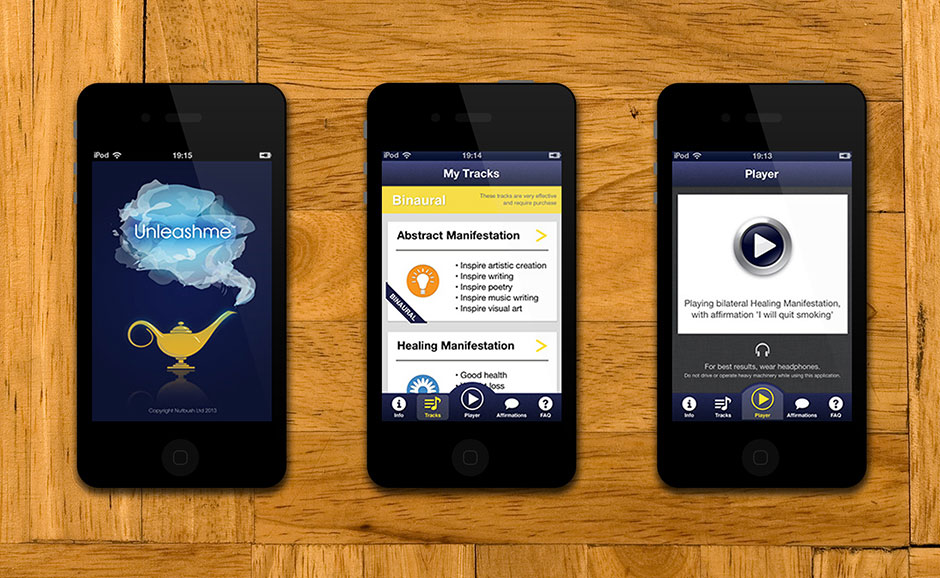 iPod
19:15
Unleashme™
Copyright Nutbush Ltd 2013
iPod
19:14
My Tracks
Binaural
These tracks are very effective
and require purchase
Abstract Manifestation
• Inspire artistic creation
• Inspire writing
• Inspire poetry
• Inspire music writing
• Inspire visual art
BINAURAL
Healing Manifestation
• Good health
loss
Info
Tracks
Player
Affirmations
FAQ
iPod
19:13
Player
Playing bilateral Healing Manifestation,
with affirmation 'I will quit smoking'
For best results, wear headphones.
Do not drive or operate heavy machinery while using this application.
Info
Tracks
Player
Affirmations
FAQ